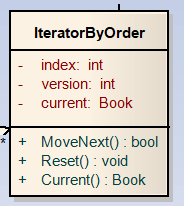 IteratorByOrder
- index: int
- version: int
- current: Book
*
+ MoveNext() : bool
+ Reset() : void
+ Current() : Book